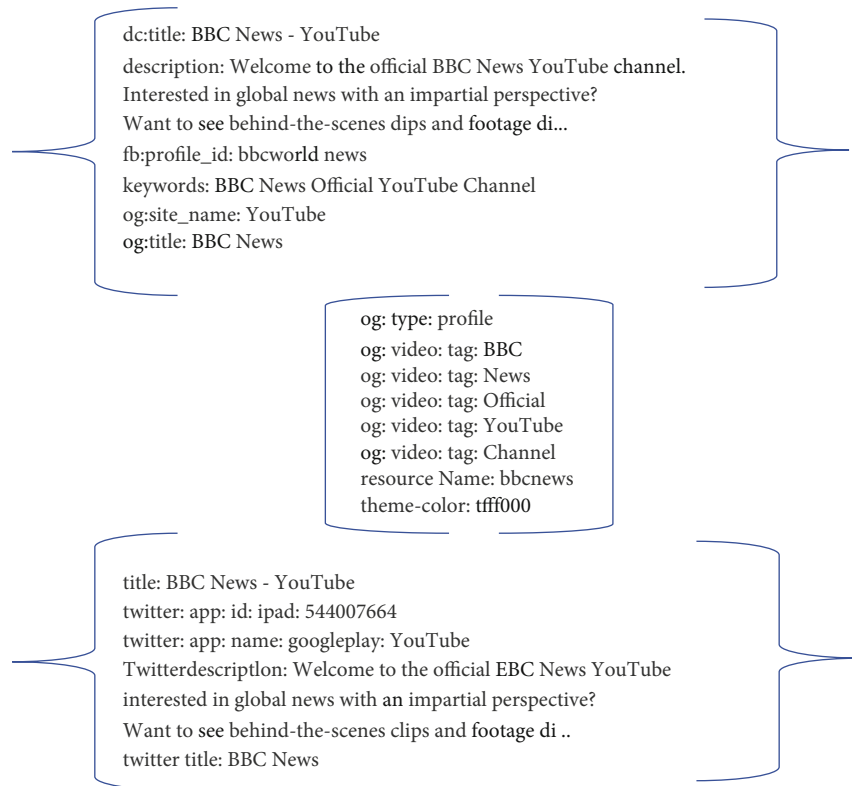 dc:title: BBC News - YouTube
description: Welcome to the official BBC News YouTube channel.
Interested in global news with an impartial perspective?
Want to see behind-the-scenes dips and footage di...
fb:profile_id: bbcworld news
keywords: BBC News Official YouTube Channel
og:site_name: YouTube
og:title: BBC News
og: type: profile
og: video: tag: BBC
og: video: tag: News
og: video: tag: Official
og: video: tag: YouTube
og: video: tag: Channel
resource Name: bbcnews
theme-color: tfff000
title: BBC News - YouTube
twitter: app: id: ipad: 544007664
twitter: app: name: googleplay: YouTube
Twitterdescriptlon: Welcome to the official EBC News YouTube
interested in global news with an impartial perspective?
Want to see behind-the-scenes clips and footage di ..
twitter title: BBC News